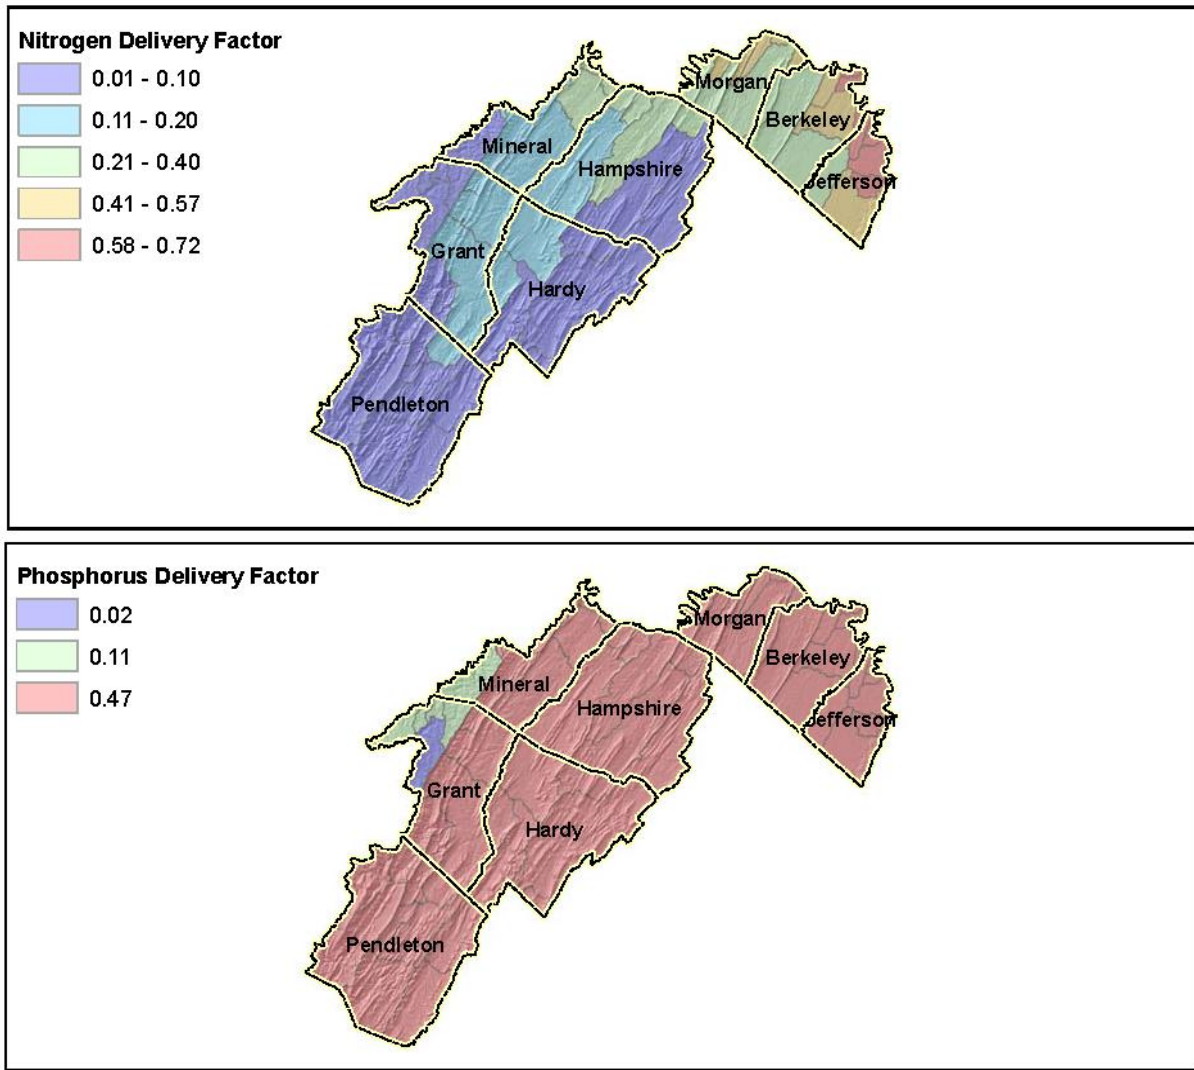 Nitrogen Delivery Factor
0.01 - 0.10
0.11 - 0.20
0.21 - 0.40
0.41 - 0.57
0.58 - 0.72
Morgan
Berkeley
Mineral
Hampshire
Jefferson
Grant
Hardy
Pendleton
Phosphorus Delivery Factor
0.02
0.11
0.47
Morgan
Berkeley
Mineral
Hampshire
Jefferson
Grant
Hardy
Pendleton